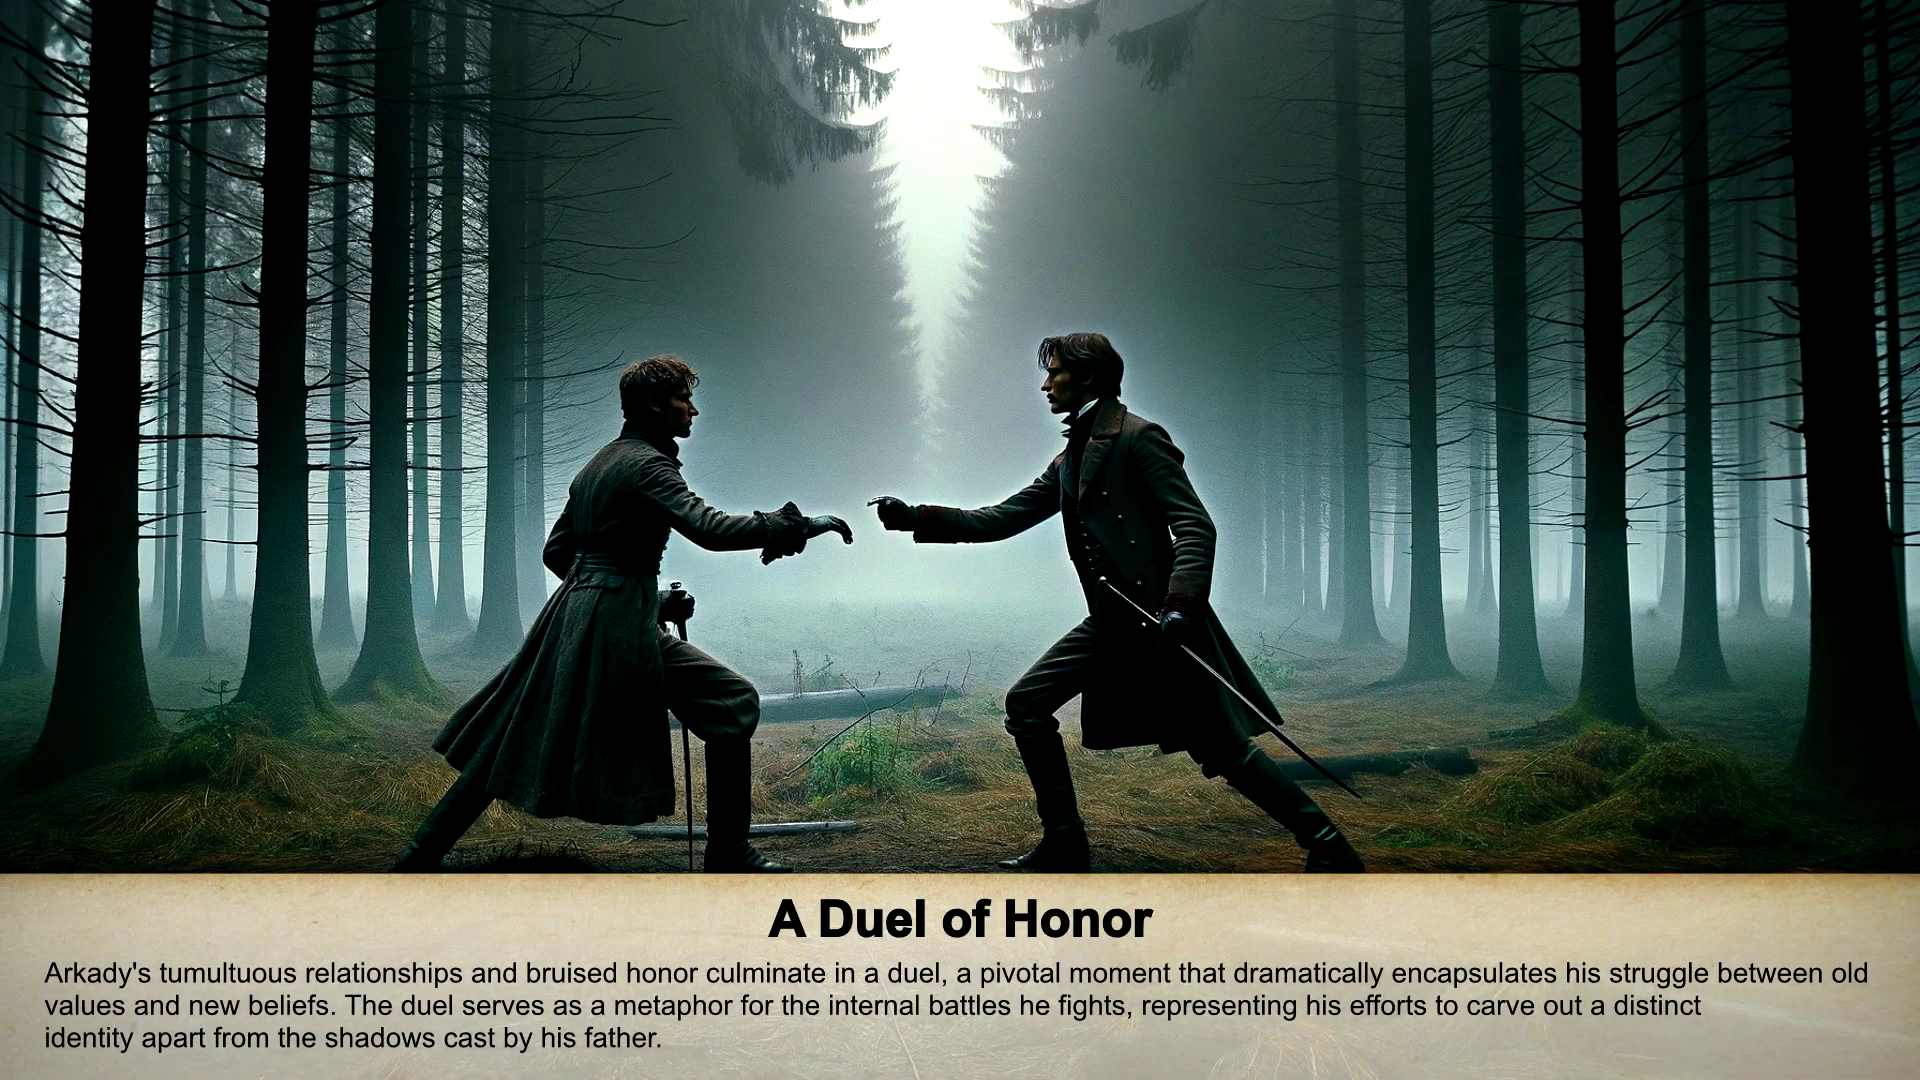 A Duel of Honor
Arkady's tumultuous relationships and bruised honor culminate in a duel, a pivotal moment that dramatically encapsulates his struggle between old
values and new beliefs. The duel serves as a metaphor for the internal battles he fights, representing his efforts to carve out a distinct
identity apart from the shadows cast by his father.